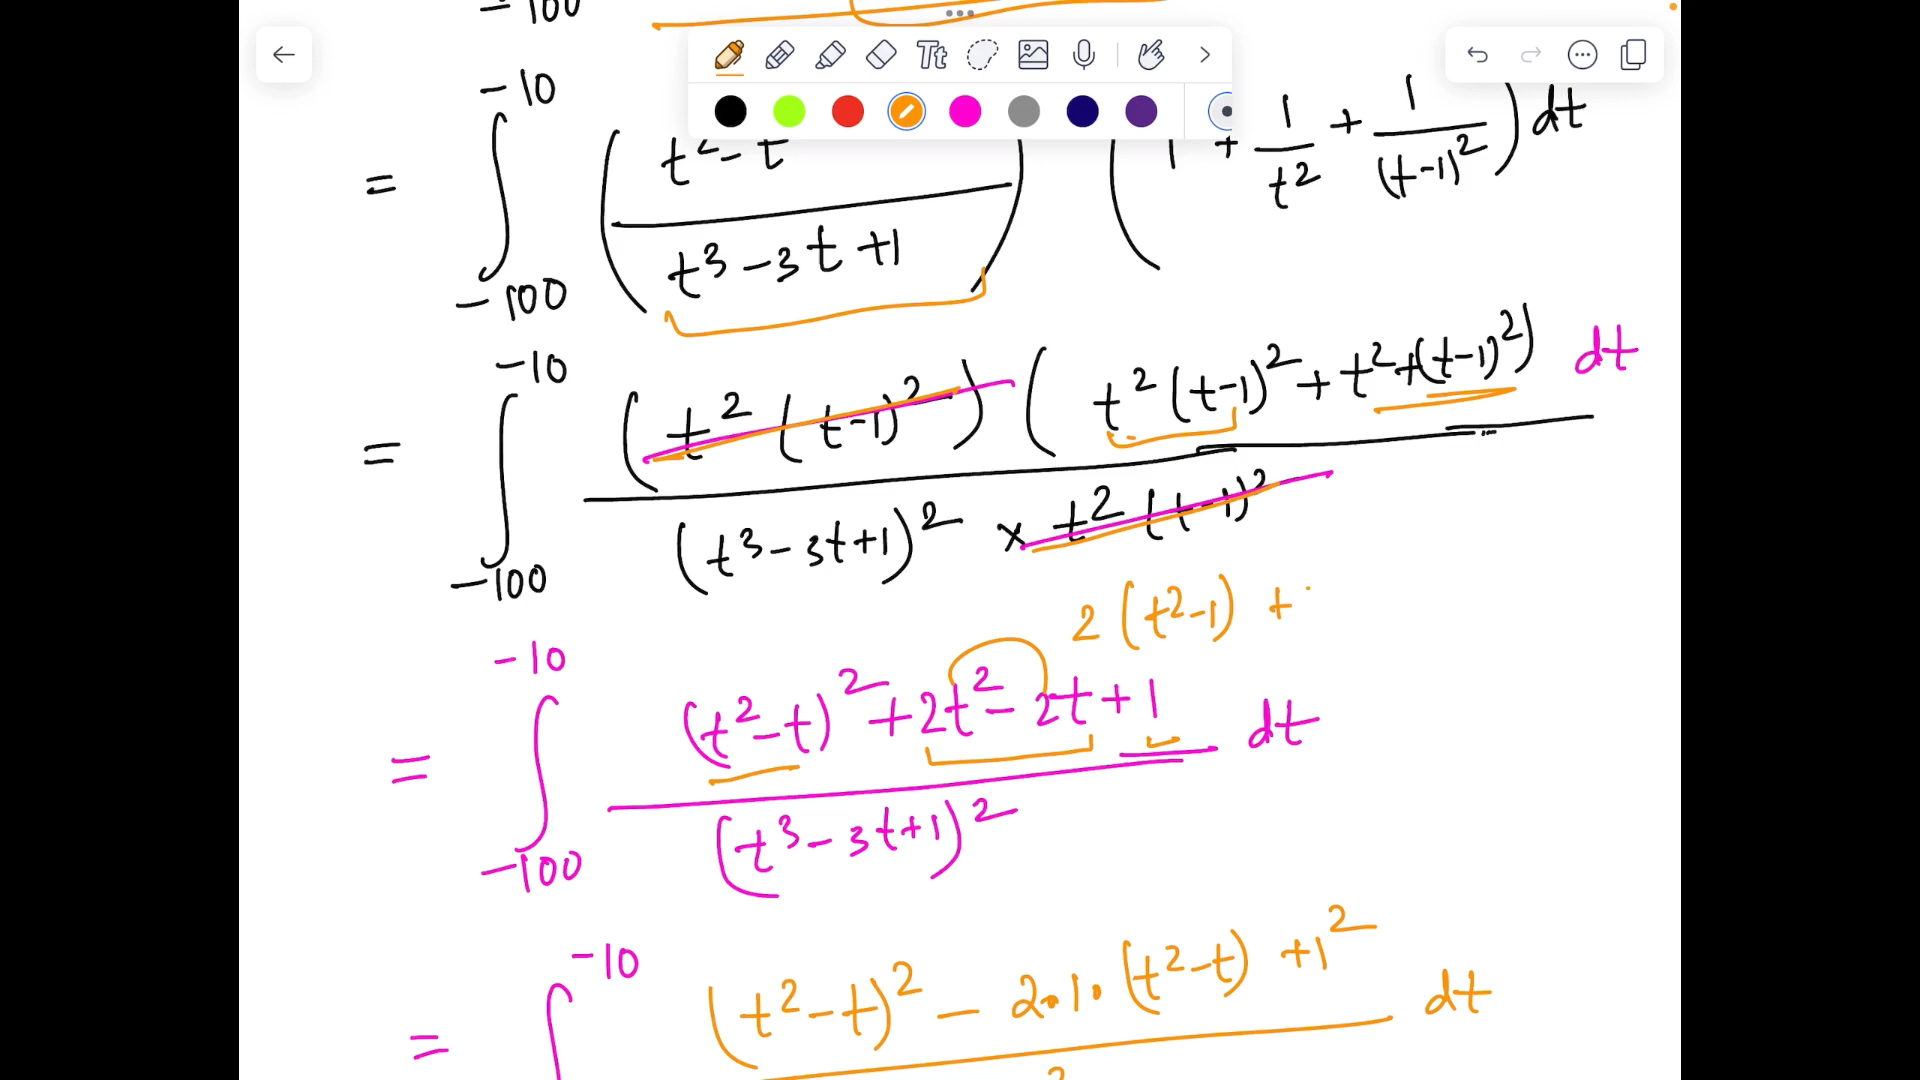 -100
Tt
-10
= ∫ ( (t² - t) / (t³ - 3t + 1) ) ( 1 + 1/t² + 1/(t-1)² ) dt
-100
-10
= ∫ (t² (t-1)²) ( t² (t-1)² + t² + (t-1)² ) dt
(t³ - 3t + 1)² × t² (t-1)²
-100
2 (t² - 1) +
-10
= ∫ (t² - t)² + 2t² - 2t + 1 dt
(t³ - 3t + 1)²
-100
-10
= ∫ (t² - t)² - 2·1·(t² - t) + 1² dt